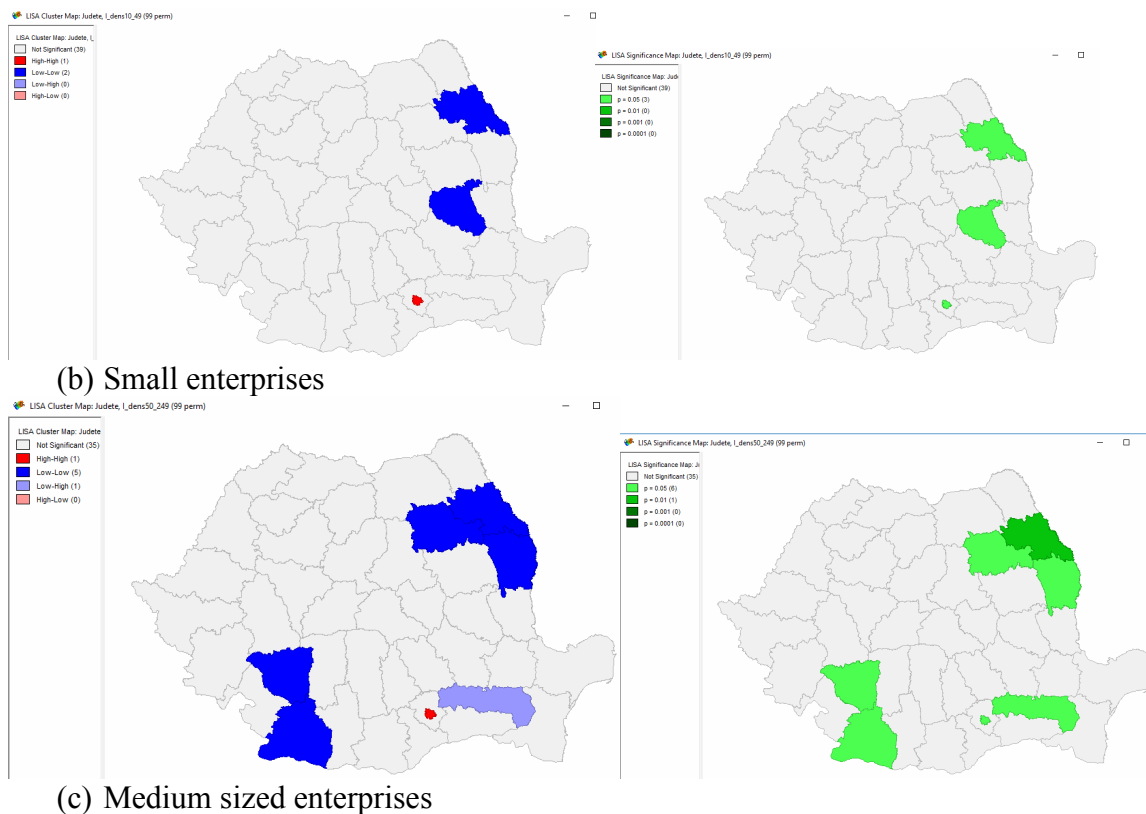 LISA Cluster Map: Judete, I_dens10_49 (99 perm)
LISA Cluster Map: Judete, I_
Not Significant (39)
High-High (1)
Low-Low (2)
Low-High (0)
High-Low (0)
LISA Significance Map: Judete, I_dens10_49 (99 perm)
LISA Significance Map: Jude
Not Significant (39)
p = 0.05 (3)
p = 0.01 (0)
p = 0.001 (0)
p = 0.0001 (0)
(b) Small enterprises
LISA Cluster Map: Judete, I_dens50_249 (99 perm)
LISA Cluster Map: Judete
Not Significant (35)
High-High (1)
Low-Low (5)
Low-High (1)
High-Low (0)
LISA Significance Map: Judete, I_dens50_249 (99 perm)
LISA Significance Map: Ju
Not Significant (35)
p = 0.05 (6)
p = 0.01 (1)
p = 0.001 (0)
p = 0.0001 (0)
(c) Medium sized enterprises